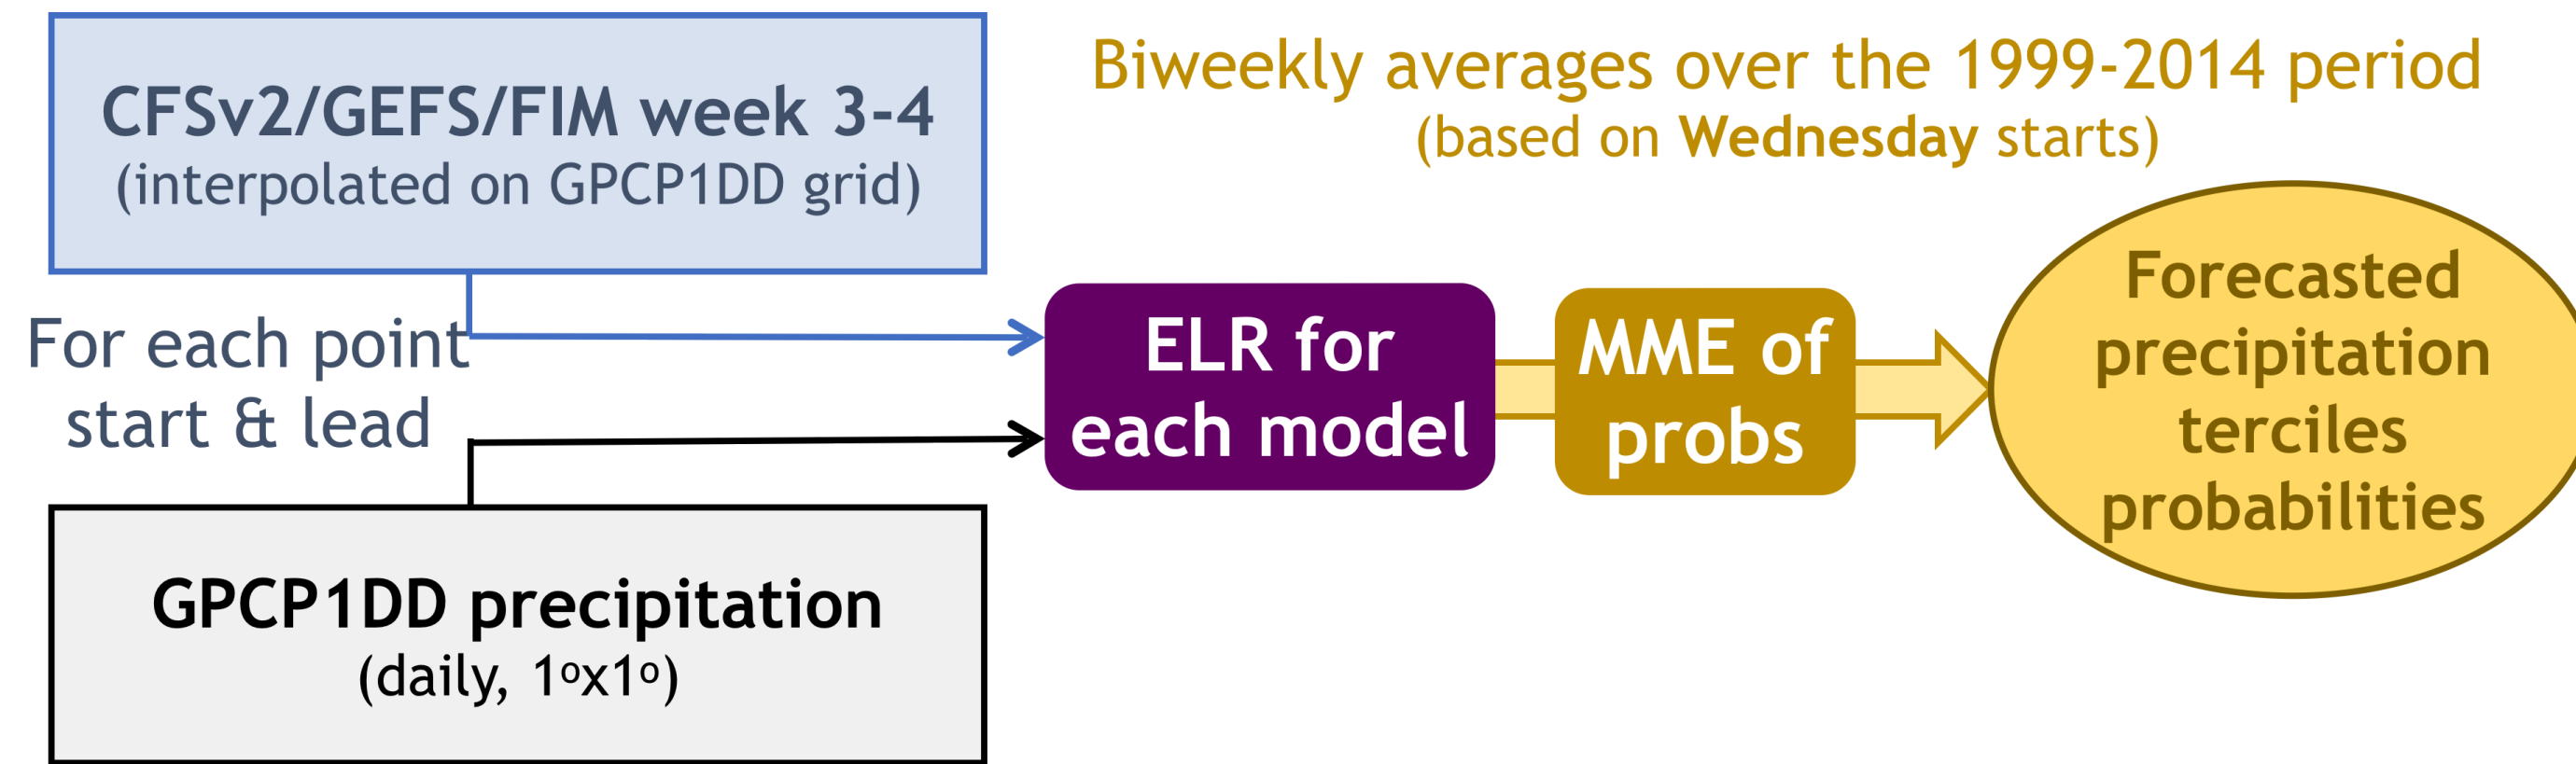 CFSv2/GEFS/FIM week 3-4
(interpolated on GPCP1DD grid)
Biweekly averages over the 1999-2014 period
(based on Wednesday starts)
For each point
start & lead
ELR for
each model
MME of
probs
Forecasted
precipitation
terciles
probabilities
GPCP1DD precipitation
(daily, 1ºx1º)